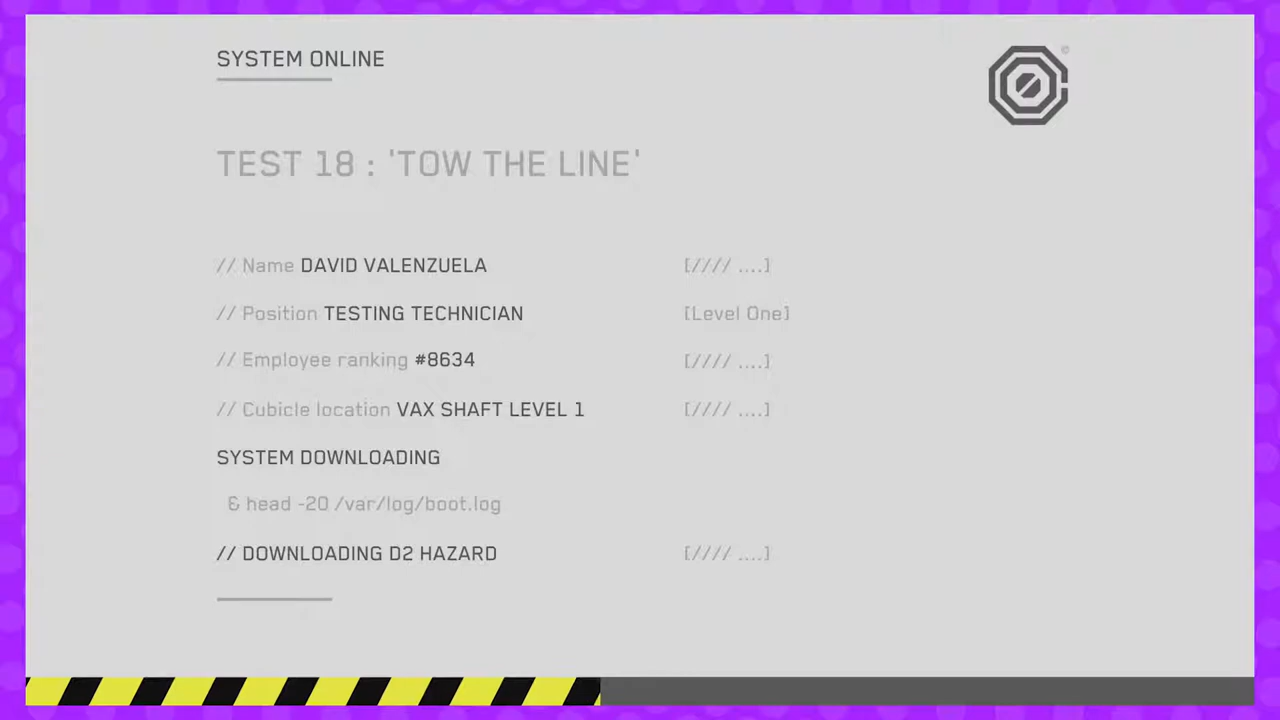 SYSTEM ONLINE
©
TEST 18 : 'TOW THE LINE'
// Name DAVID VALENZUELA [//// ....]
// Position TESTING TECHNICIAN [Level One]
// Employee ranking #8634 [//// ....]
// Cubicle location VAX SHAFT LEVEL 1 [//// ....]
SYSTEM DOWNLOADING
& head -20 /var/log/boot.log
// DOWNLOADING D2 HAZARD [//// ....]